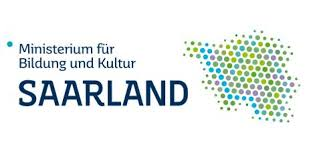 Ministerium für
Bildung und Kultur
SAARLAND